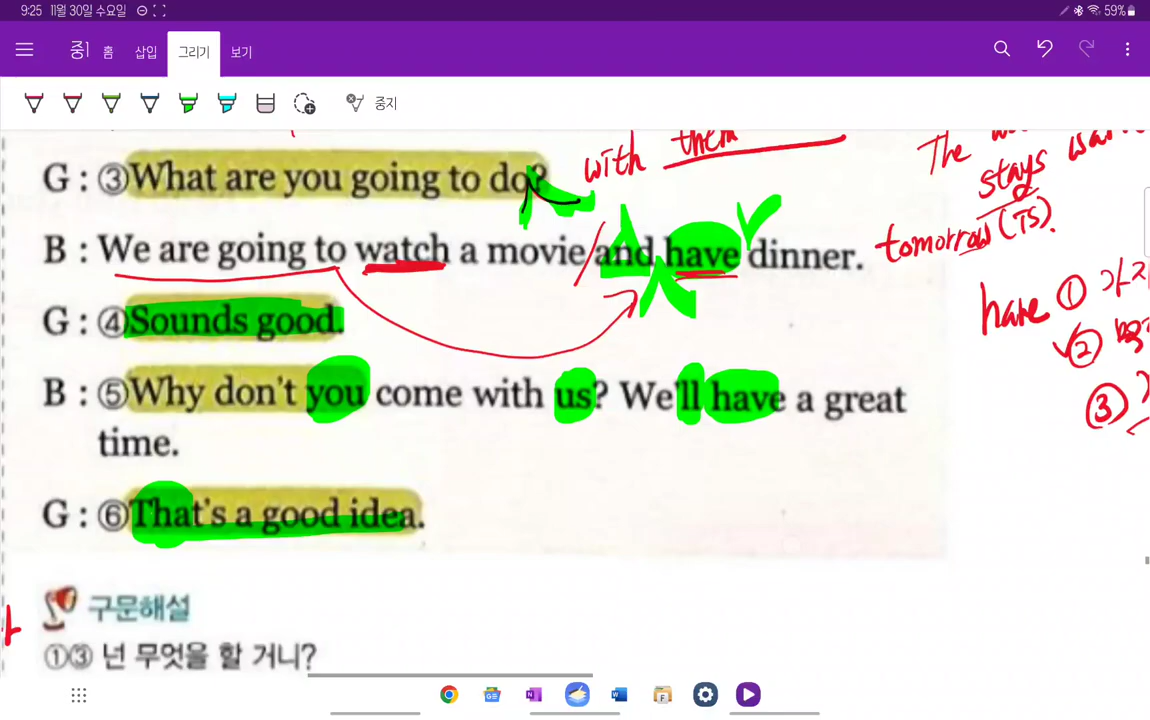 9:25 11월 30일 수요일
59%
중1 홈 삽입 그리기 보기
중지
with them
The
stays
tomorrow(TS).
G : ③What are you going to do?
B : We are going to watch a movie/and have dinner.
G : ④Sounds good.
B : ⑤Why don't you come with us? We'll have a great
time.
G : ⑥That's a good idea.
have ①
②
③
구문해설
①③ 넌 무엇을 할 거니?